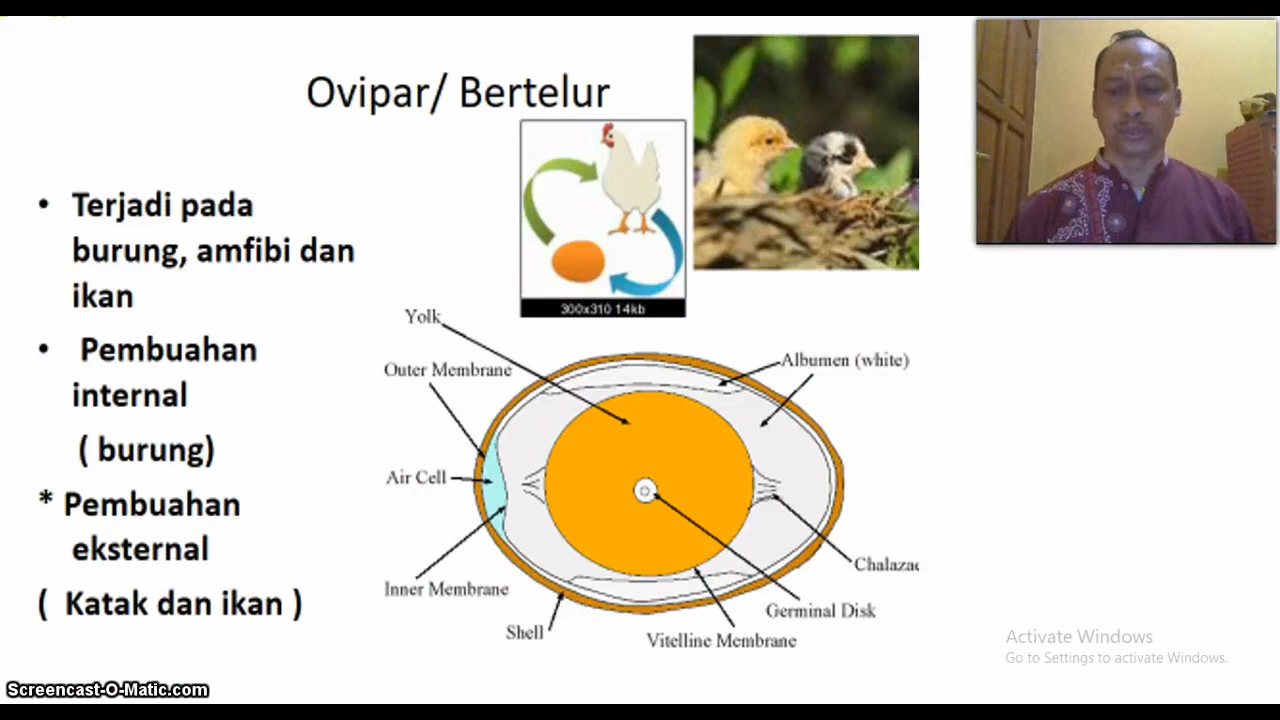 Ovipar/ Bertelur
• Terjadi pada
burung, amfibi dan
ikan
• Pembuahan
internal
( burung)
* Pembuahan
eksternal
( Katak dan ikan )
300x310 14kb
Yolk
Outer Membrane
Air Cell
Inner Membrane
Shell
Albumen (white)
Chalazae
Germinal Disk
Vitelline Membrane
Activate Windows
Go to Settings to activate Windows.
Screencast-O-Matic.com